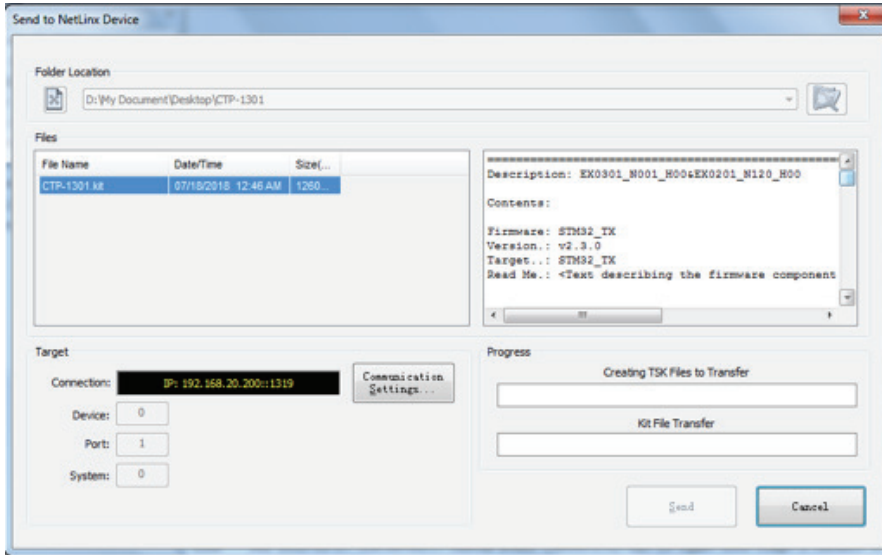 Send to NetLinx Device
Folder Location
D:\My Document\Desktop\CTP-1301
Files
File Name Date/Time Size(...
CTP-1301.kit 07/18/2018 12:46 AM 1260...
================================================
Description: EX0301_N001_H00&EX0201_N120_H00
Contents:
Firmware: STM32_TX
Version.: v2.3.0
Target..: STM32_TX
Read Me.: <Text describing the firmware component
Target
Connection: IP: 192.168.20.200::1319
Communication
Settings...
Device: 0
Port: 1
System: 0
Progress
Creating TSK Files to Transfer
Kit File Transfer
Send
Cancel